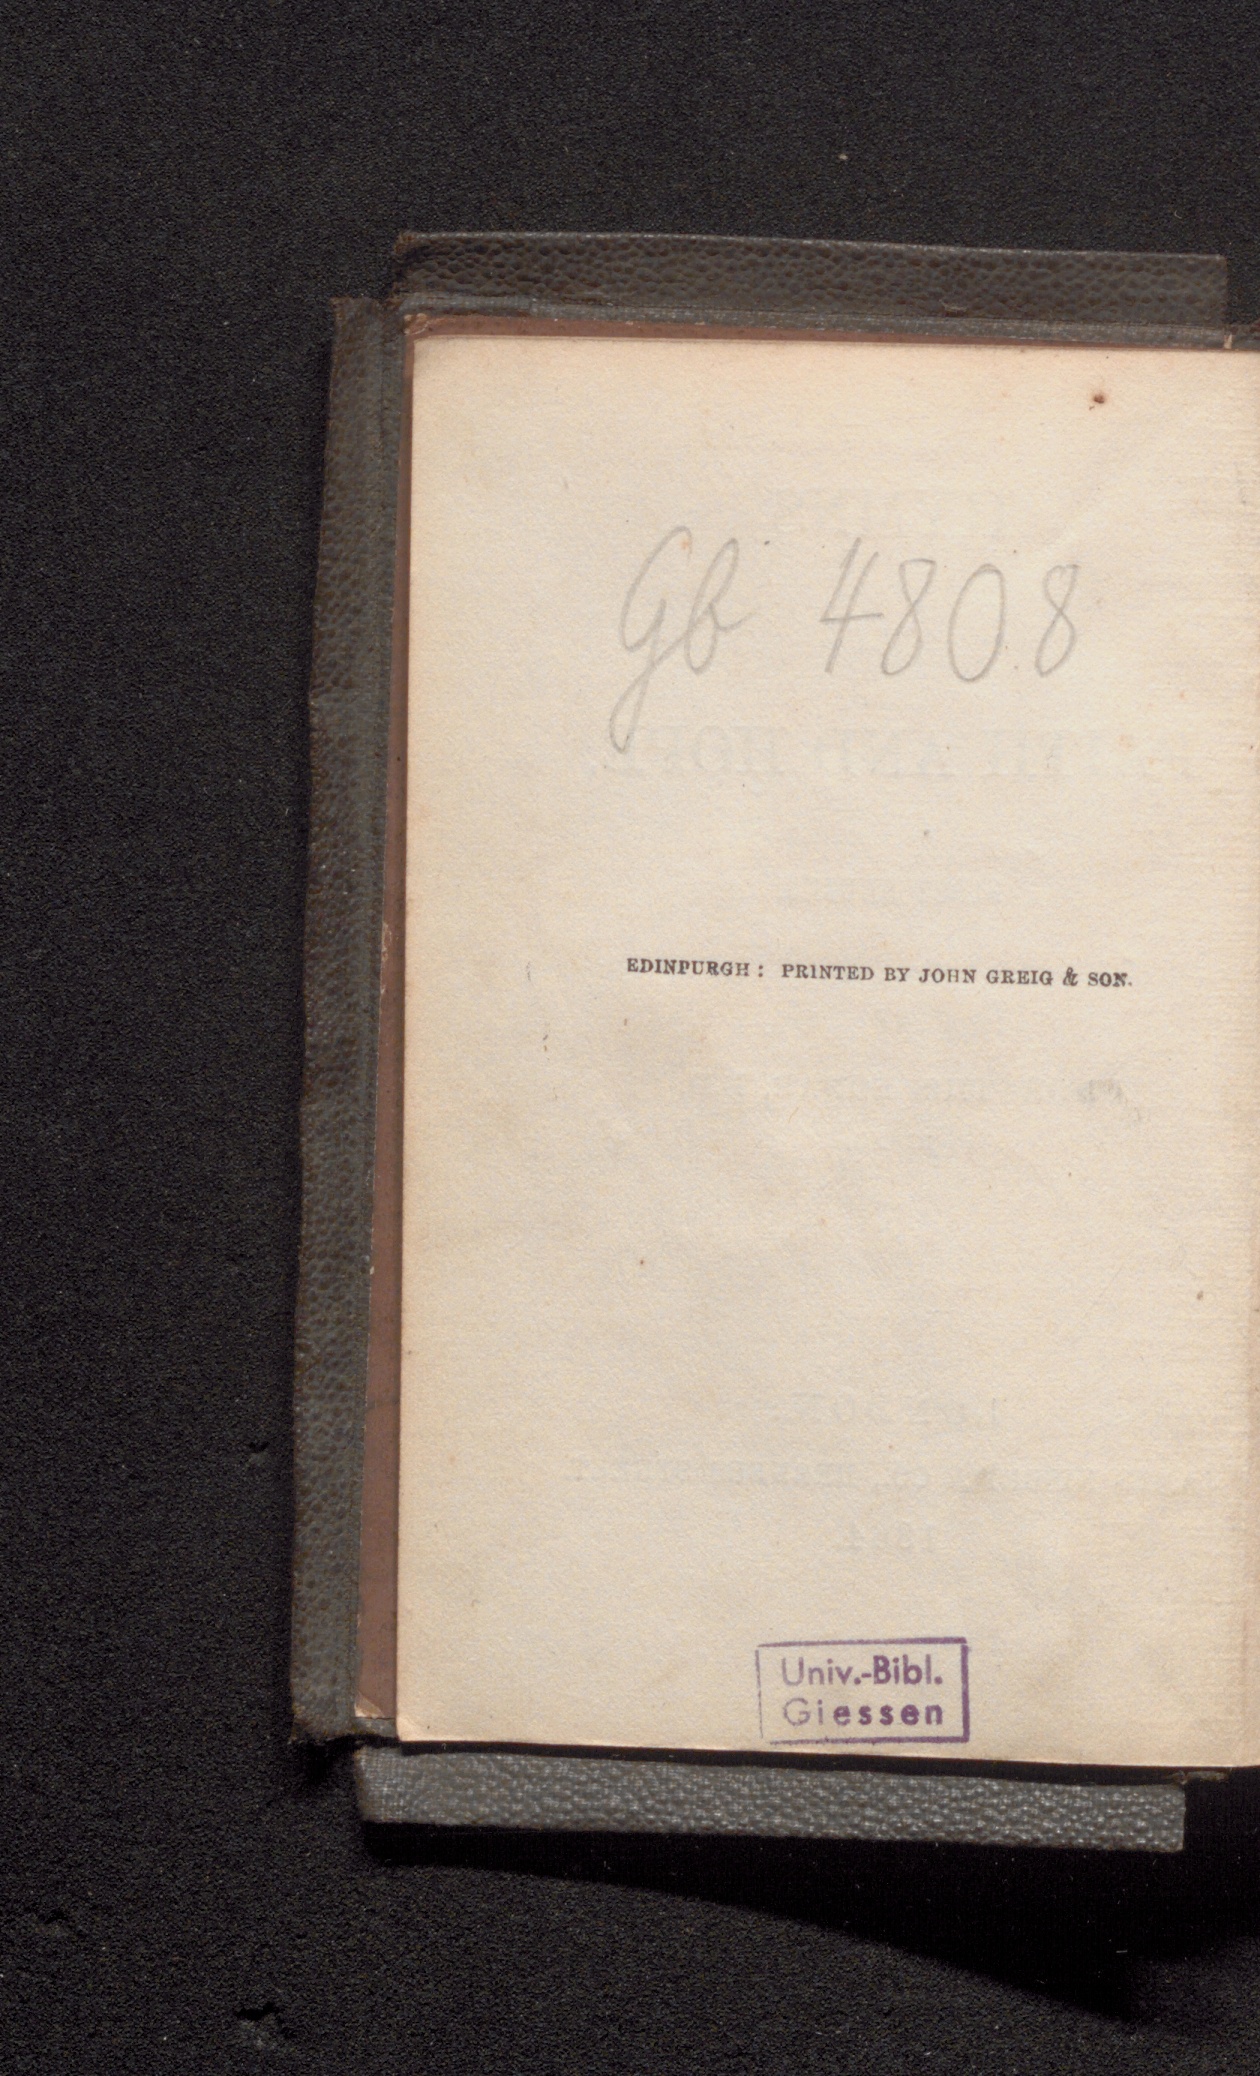 Gb 4808
EDINPURGH: PRINTED BY JOHN GREIG & SON.
Univ.-Bibl.
Giessen